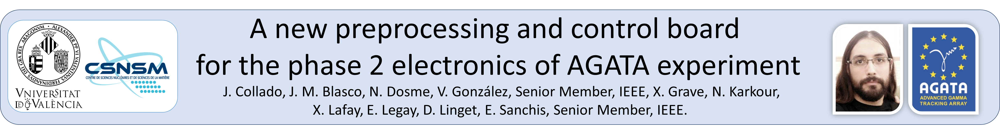 FERDINANDVS DEI GRA REX ARAGONVM • ALEXANDER PP VI VALENTINVS
VNIVERSITAT
DE VALÈNCIA
CSNSM
CENTRE DE SCIENCES NUCLÉAIRES ET DE SCIENCES DE LA MATIÈRE
A new preprocessing and control board
for the phase 2 electronics of AGATA experiment
J. Collado, J. M. Blasco, N. Dosme, V. González, Senior Member, IEEE, X. Grave, N. Karkour,
X. Lafay, E. Legay, D. Linget, E. Sanchis, Senior Member, IEEE.
γ
AGATA
ADVANCED GAMMA
TRACKING ARRAY